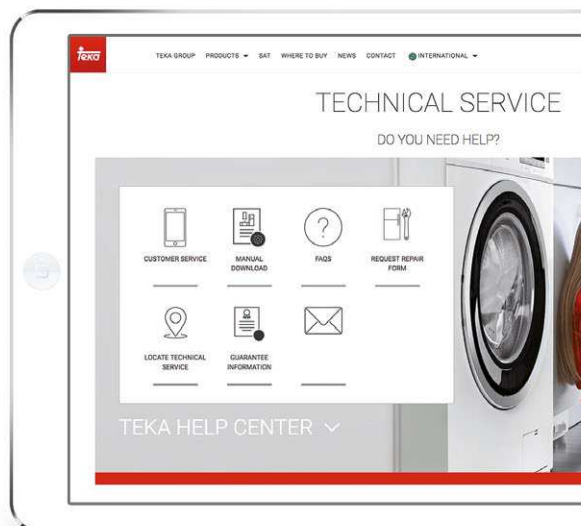 Teka
TEKA GROUP PRODUCTS SAT WHERE TO BUY NEWS CONTACT INTERNATIONAL
TECHNICAL SERVICE
DO YOU NEED HELP?
CUSTOMER SERVICE
MANUAL
DOWNLOAD
?
FAQS
REQUEST REPAIR
FORM
LOCATE TECHNICAL
SERVICE
GUARANTEE
INFORMATION
TEKA HELP CENTER